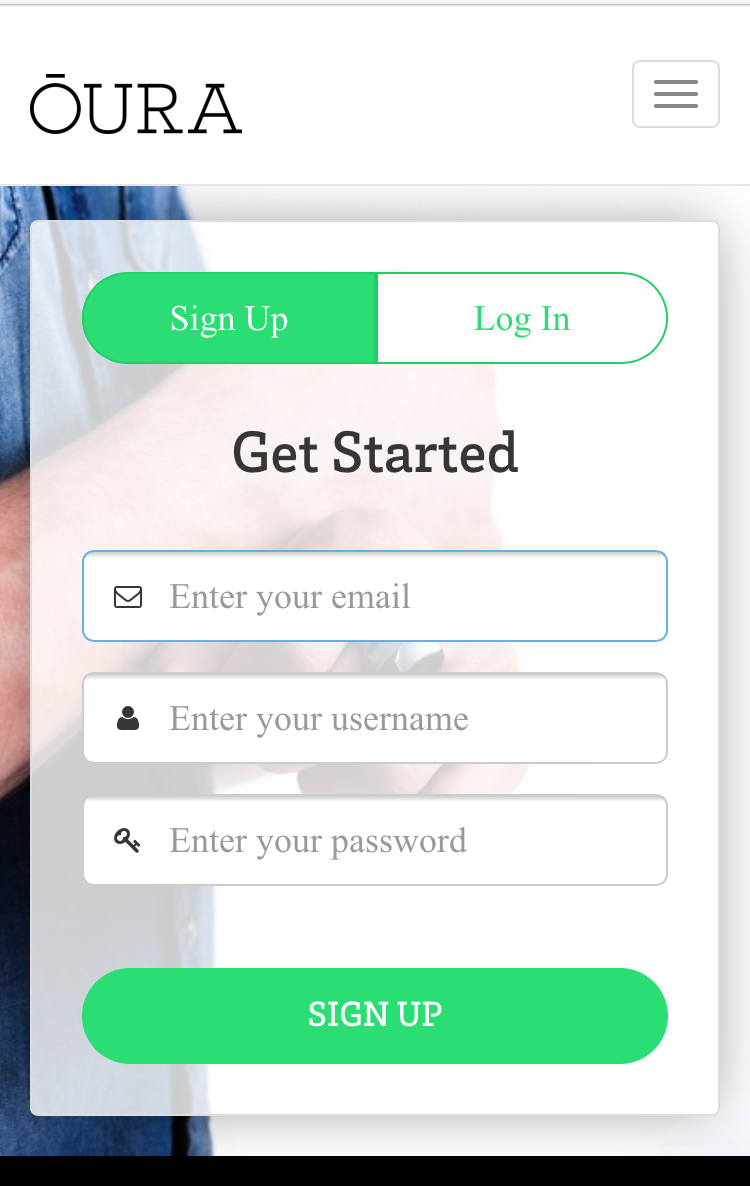 ŌURA
Sign Up
Log In
Get Started
Enter your email
Enter your username
Enter your password
SIGN UP